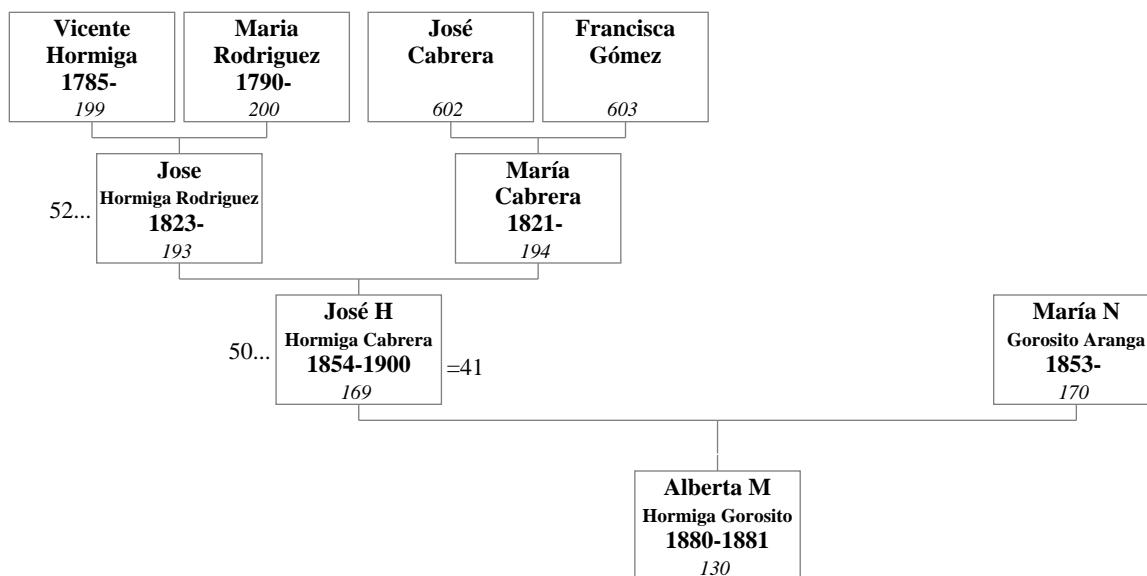 Vicente
Hormiga
1785-
199
Maria
Rodriguez
1790-
200
José
Cabrera
602
Francisca
Gómez
603
52...
Jose
Hormiga Rodriguez
1823-
193
María
Cabrera
1821-
194
50...
José H
Hormiga Cabrera
1854-1900
169
=41
María N
Gorosito Aranga
1853-
170
Alberta M
Hormiga Gorosito
1880-1881
130